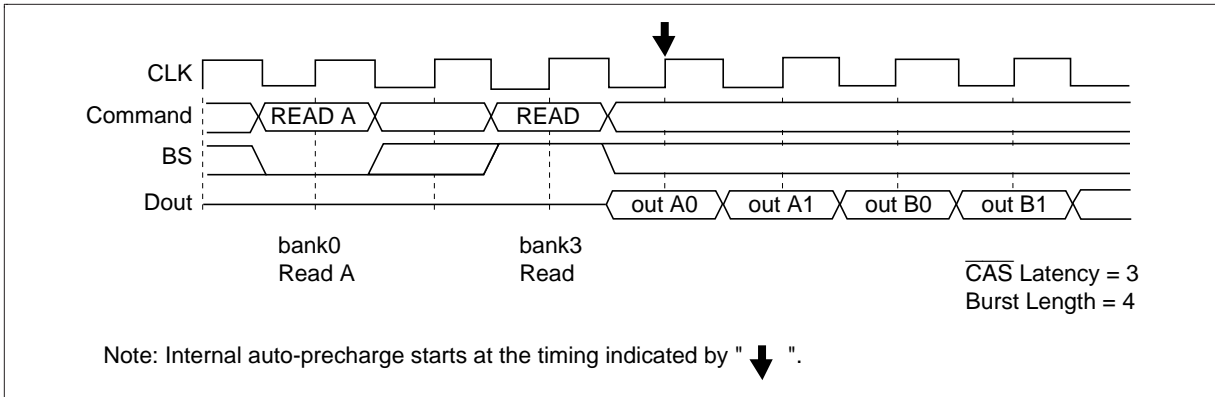 CLK
Command READ A READ
BS
Dout out A0 out A1 out B0 out B1
bank0 bank3
Read A Read
CAS Latency = 3
Burst Length = 4
Note: Internal auto-precharge starts at the timing indicated by " ".